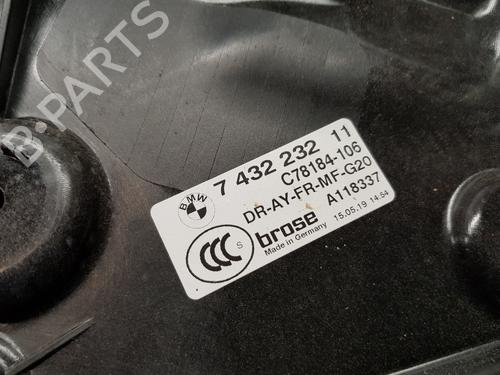 B-PARTS
BMW
7 432 232 11
C78184-106
DR-AY-FR-MF-G20
A118337
15.05.19 14:54
CCC S
brose
Made in Germany